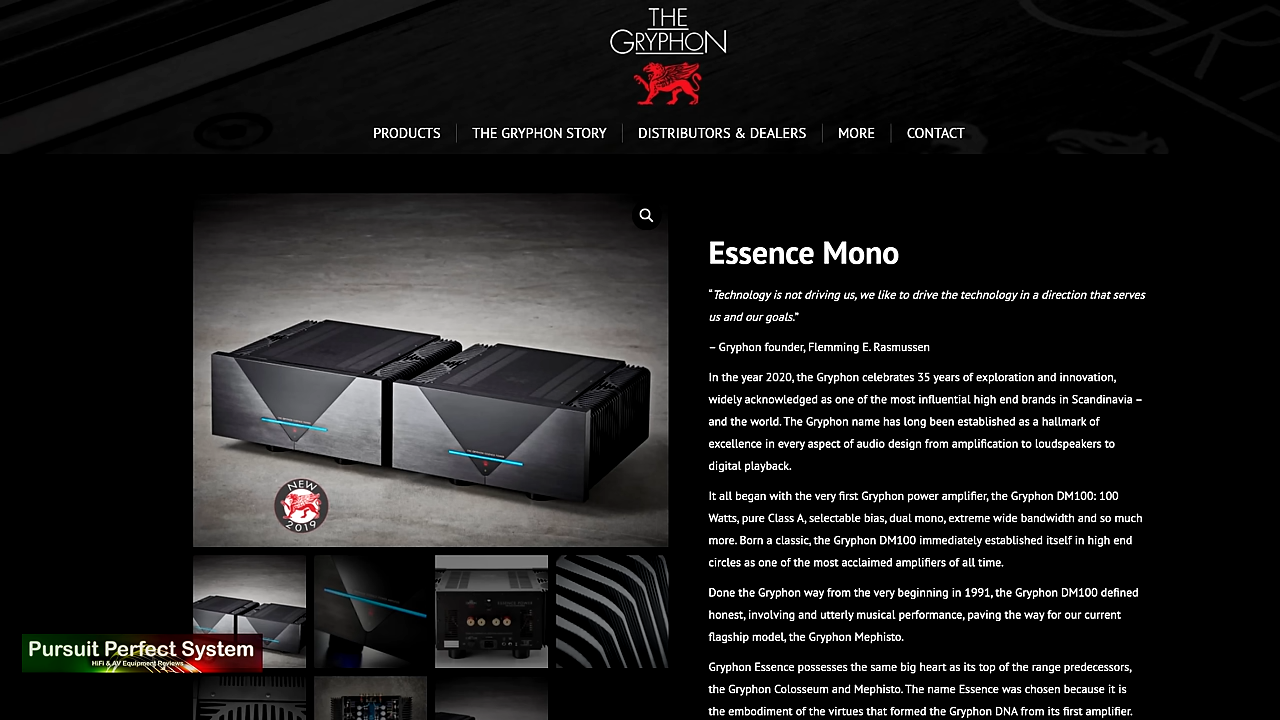 THE
GRYPHON
PRODUCTS
THE GRYPHON STORY
DISTRIBUTORS & DEALERS
MORE
CONTACT
Essence Mono
“Technology is not driving us, we like to drive the technology in a direction that serves
us and our goals.”
– Gryphon founder, Flemming E. Rasmussen
In the year 2020, the Gryphon celebrates 35 years of exploration and innovation,
widely acknowledged as one of the most influential high end brands in Scandinavia –
and the world. The Gryphon name has long been established as a hallmark of
excellence in every aspect of audio design from amplification to loudspeakers to
digital playback.
It all began with the very first Gryphon power amplifier, the Gryphon DM100: 100
Watts, pure Class A, selectable bias, dual mono, extreme wide bandwidth and so much
more. Born a classic, the Gryphon DM100 immediately established itself in high end
circles as one of the most acclaimed amplifiers of all time.
Done the Gryphon way from the very beginning in 1991, the Gryphon DM100 defined
honest, involving and utterly musical performance, paving the way for our current
flagship model, the Gryphon Mephisto.
Gryphon Essence possesses the same big heart as its top of the range predecessors,
the Gryphon Colosseum and Mephisto. The name Essence was chosen because it is
the embodiment of the virtues that formed the Gryphon DNA from its first amplifier.
NEW
2019
Pursuit Perfect System
HiFi & AV Equipment Reviews